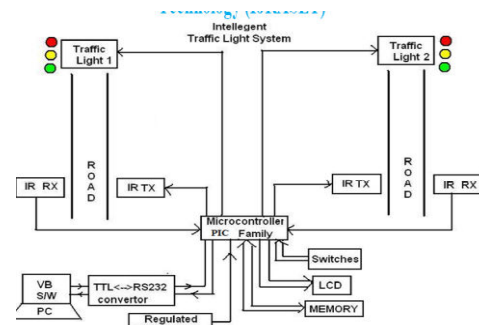 Intellegent
Traffic Light System
Traffic
Light 1
Traffic
Light 2
R
O
A
D
R
O
A
D
IR RX
IR TX
IR TX
IR RX
Microcontroller
PIC Family
Switches
VB
S/W
PC
TTL<-->RS232
convertor
LCD
MEMORY
Regulated